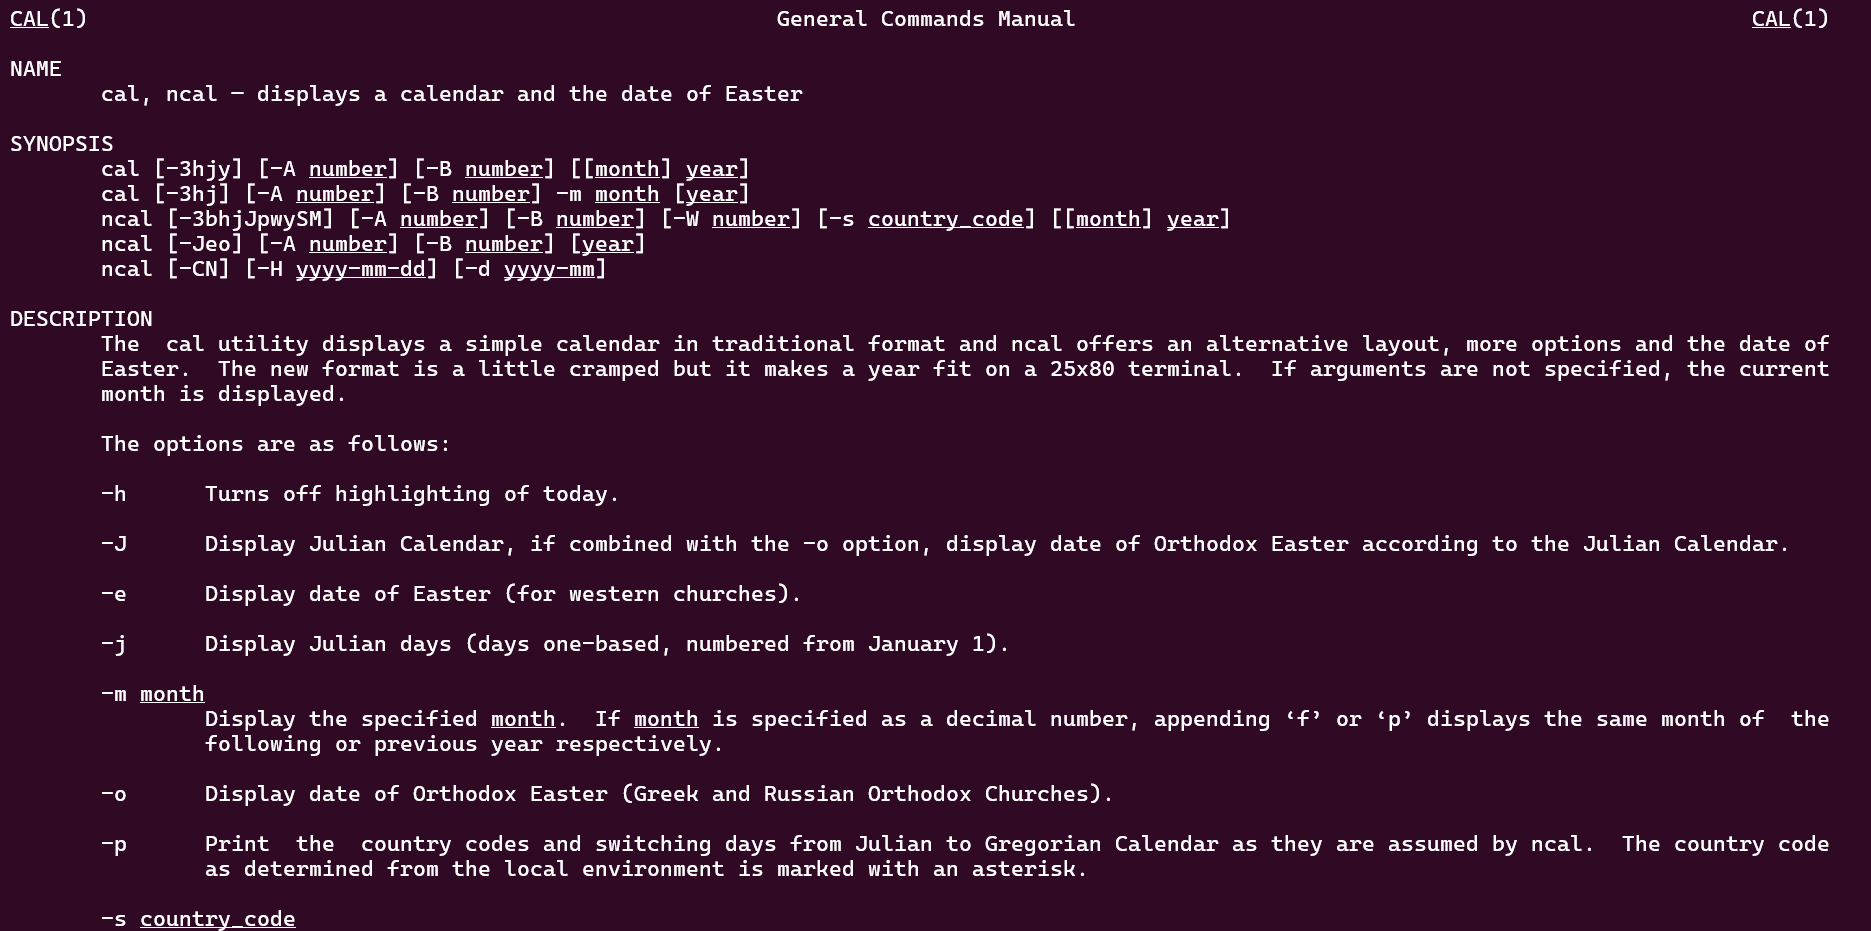 CAL(1)                    General Commands Manual                    CAL(1)
NAME
cal, ncal — displays a calendar and the date of Easter
SYNOPSIS
cal [-3hjy] [-A number] [-B number] [[month] year]
cal [-3hj] [-A number] [-B number] -m month [year]
ncal [-3bhjJpwySM] [-A number] [-B number] [-W number] [-s country_code] [[month] year]
ncal [-Jeo] [-A number] [-B number] [year]
ncal [-CN] [-H yyyy-mm-dd] [-d yyyy-mm]
DESCRIPTION
The  cal utility displays a simple calendar in traditional format and ncal offers an alternative layout, more options and the date of
Easter.  The new format is a little cramped but it makes a year fit on a 25x80 terminal.  If arguments are not specified, the current
month is displayed.
The options are as follows:
-h      Turns off highlighting of today.
-J      Display Julian Calendar, if combined with the -o option, display date of Orthodox Easter according to the Julian Calendar.
-e      Display date of Easter (for western churches).
-j      Display Julian days (days one-based, numbered from January 1).
-m month
Display the specified month.  If month is specified as a decimal number, appending ‘f’ or ‘p’ displays the same month of  the
following or previous year respectively.
-o      Display date of Orthodox Easter (Greek and Russian Orthodox Churches).
-p      Print  the  country codes and switching days from Julian to Gregorian Calendar as they are assumed by ncal.  The country code
as determined from the local environment is marked with an asterisk.
-s country_code